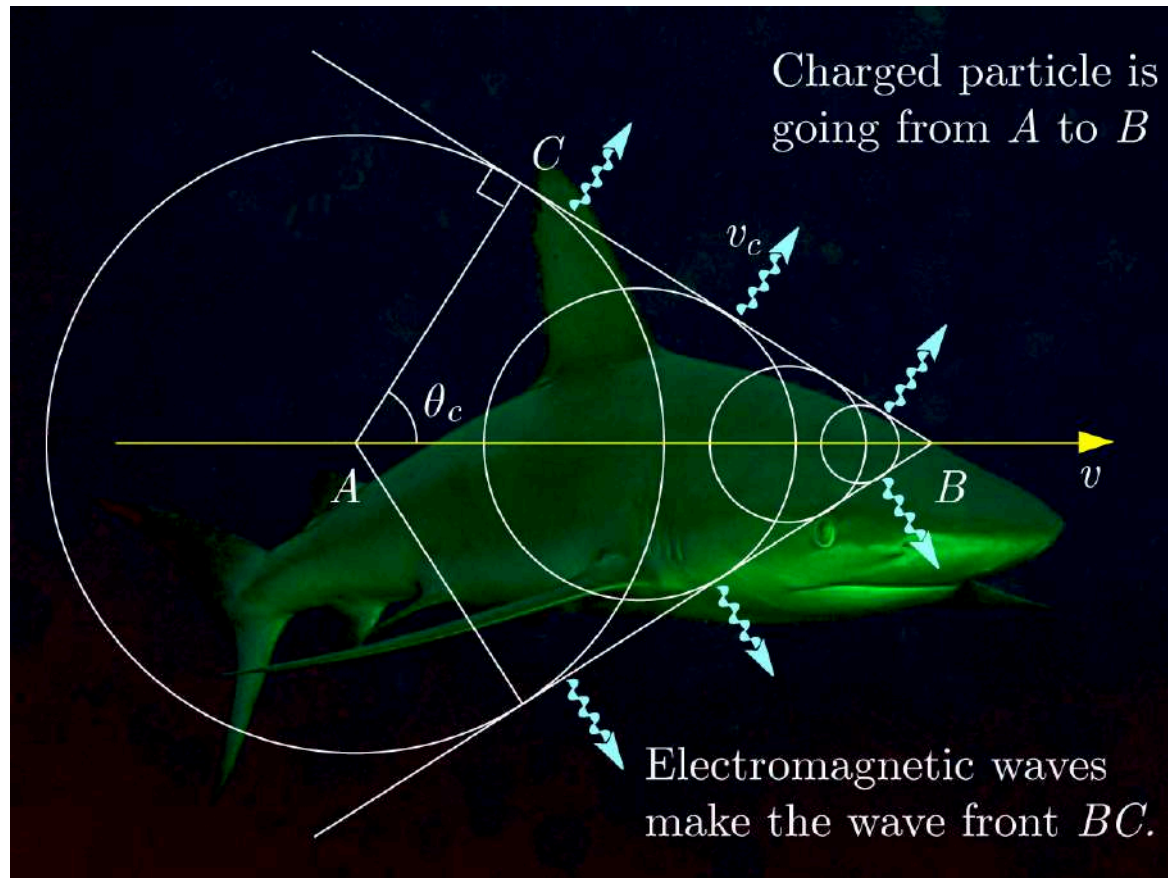 Charged particle is
going from A to B
C
v_c
θ_c
A
B
v
Electromagnetic waves
make the wave front BC.